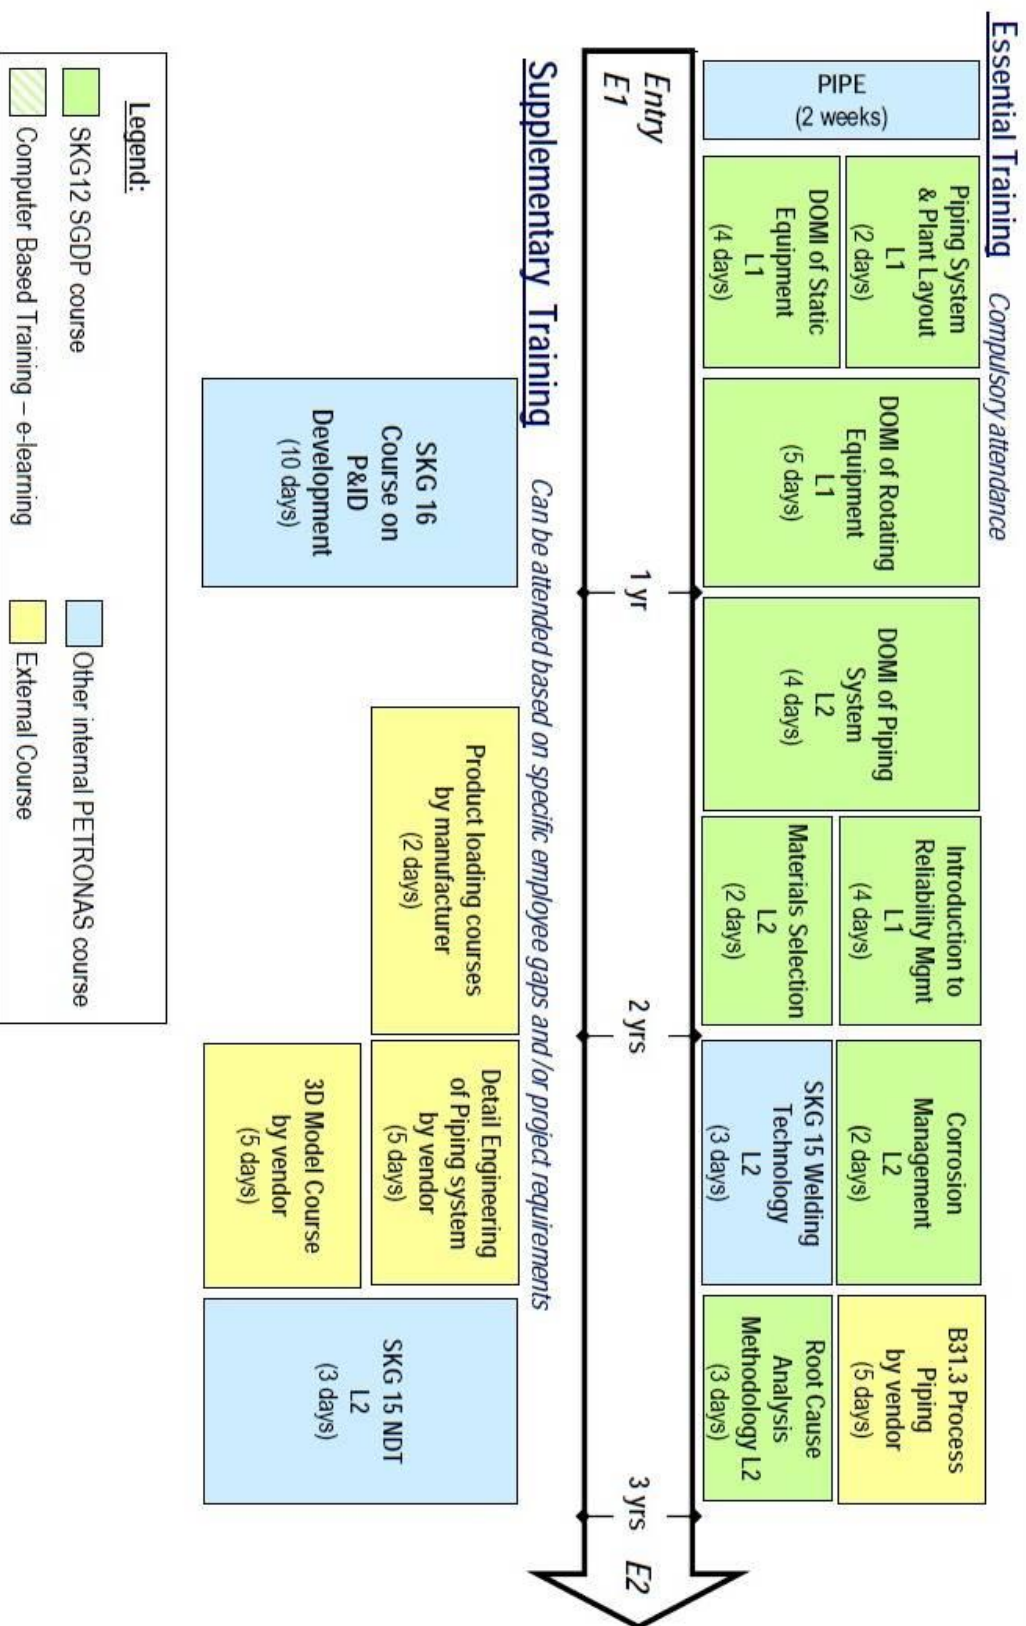 Essential Training Compulsory attendance
PIPE
(2 weeks)
Piping System
& Plant Layout
L1
(2 days)
DOMI of Static
Equipment
L1
(4 days)
DOMI of Rotating
Equipment
L1
(5 days)
DOMI of Piping
System
L2
(4 days)
Introduction to
Reliability Mgmt
L1
(4 days)
Materials Selection
L2
(2 days)
Corrosion
Management
L2
(2 days)
SKG 15 Welding
Technology
L2
(3 days)
B31.3 Process
Piping
by vendor
(5 days)
Root Cause
Analysis
Methodology L2
(3 days)
Entry
E1
1 yr
2 yrs
3 yrs
E2
Supplementary Training Can be attended based on specific employee gaps and /or project requirements
SKG 16
Course on
P&ID
Development
(10 days)
Product loading courses
by manufacturer
(2 days)
Detail Engineering
of Piping system
by vendor
(5 days)
3D Model Course
by vendor
(5 days)
SKG 15 NDT
L2
(3 days)
Legend:
SKG12 SGDP course
Other internal PETRONAS course
Computer Based Training – e-learning
External Course